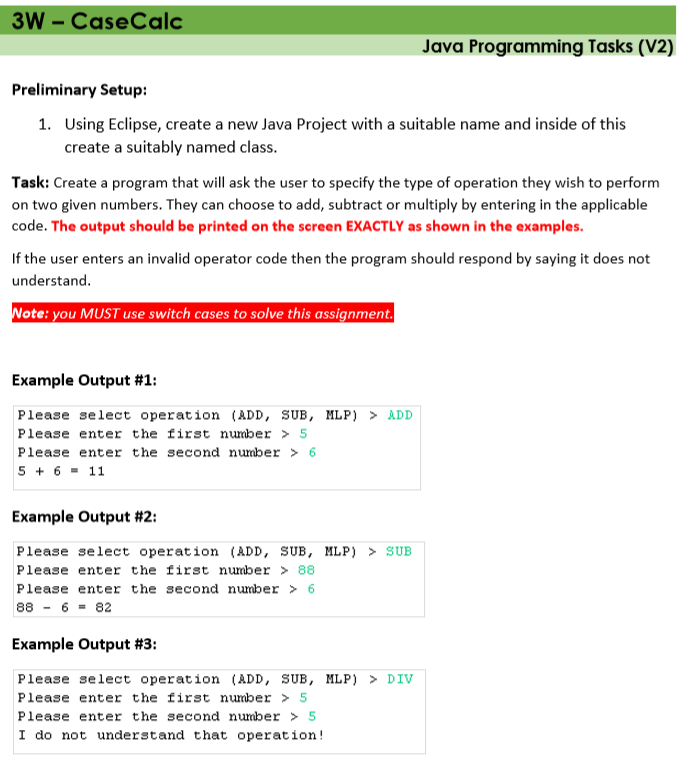 3W – CaseCalc
Java Programming Tasks (V2)
Preliminary Setup:
1. Using Eclipse, create a new Java Project with a suitable name and inside of this
create a suitably named class.
Task: Create a program that will ask the user to specify the type of operation they wish to perform
on two given numbers. They can choose to add, subtract or multiply by entering in the applicable
code. The output should be printed on the screen EXACTLY as shown in the examples.
If the user enters an invalid operator code then the program should respond by saying it does not
understand.
Note: you MUST use switch cases to solve this assignment.
Example Output #1:
Please select operation (ADD, SUB, MLP) > ADD
Please enter the first number > 5
Please enter the second number > 6
5 + 6 = 11
Example Output #2:
Please select operation (ADD, SUB, MLP) > SUB
Please enter the first number > 88
Please enter the second number > 6
88 - 6 = 82
Example Output #3:
Please select operation (ADD, SUB, MLP) > DIV
Please enter the first number > 5
Please enter the second number > 5
I do not understand that operation!